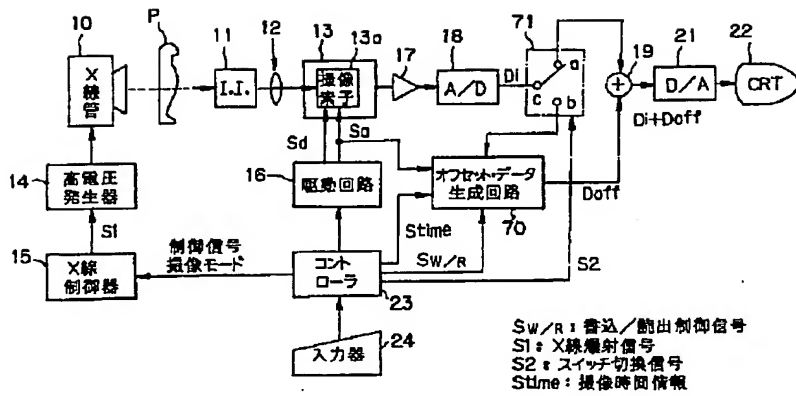 10
X線管
P
11
I.I.
12
13
13a
撮像素子
17
18
A/D
Di
71
a
c
b
19
21
D/A
22
CRT
Di+Doff
Sd
Sa
14
高電圧
発生器
16
駆動回路
オフセット・データ
生成回路
70
Doff
S1
Stime
15
X線
制御器
制御信号
撮像モード
コント
ローラ
23
SW/R
S2
入力器
24
SW/R：書込／読出制御信号
S1：X線爆射信号
S2：スイッチ切換信号
Stime：撮像時間情報